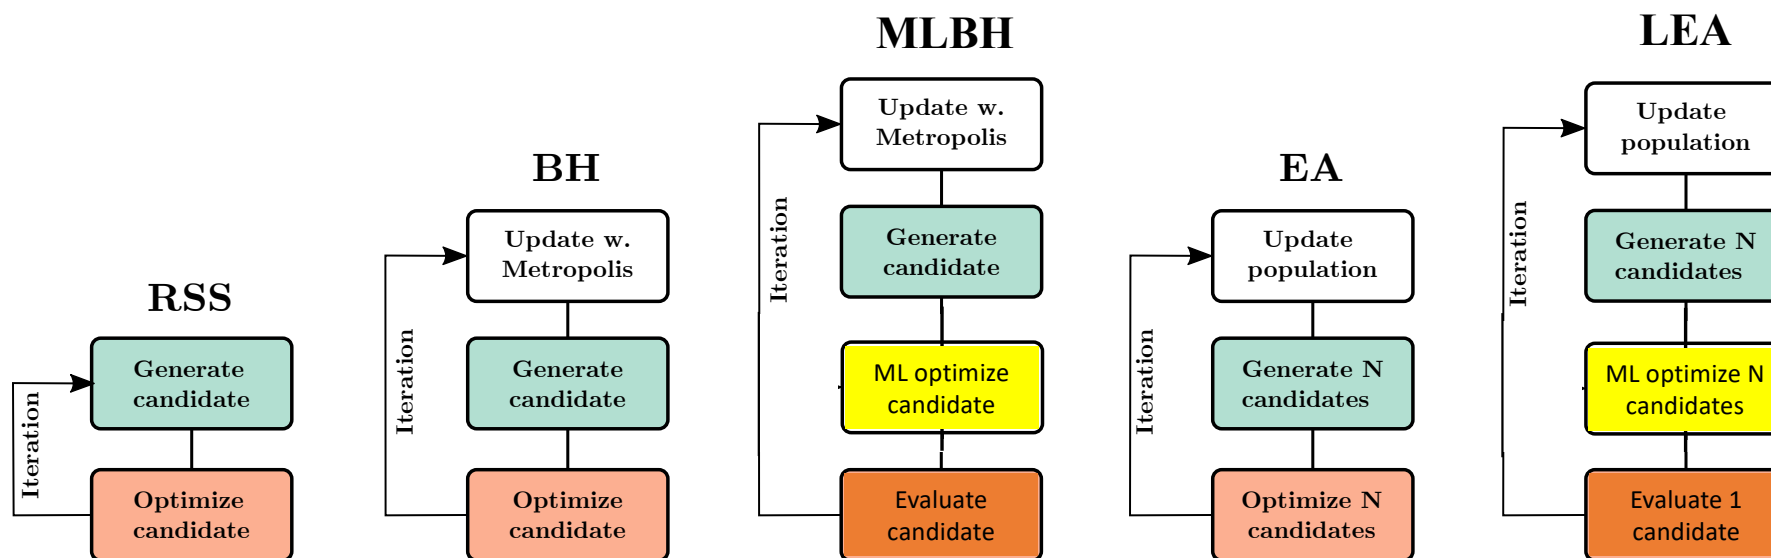 RSS
Generate
candidate
Optimize
candidate
Iteration
BH
Update w.
Metropolis
Generate
candidate
Optimize
candidate
Iteration
MLBH
Update w.
Metropolis
Generate
candidate
ML optimize
candidate
Evaluate
candidate
Iteration
EA
Update
population
Generate N
candidates
Optimize N
candidates
Iteration
LEA
Update
population
Generate N
candidates
ML optimize N
candidates
Evaluate 1
candidate
Iteration